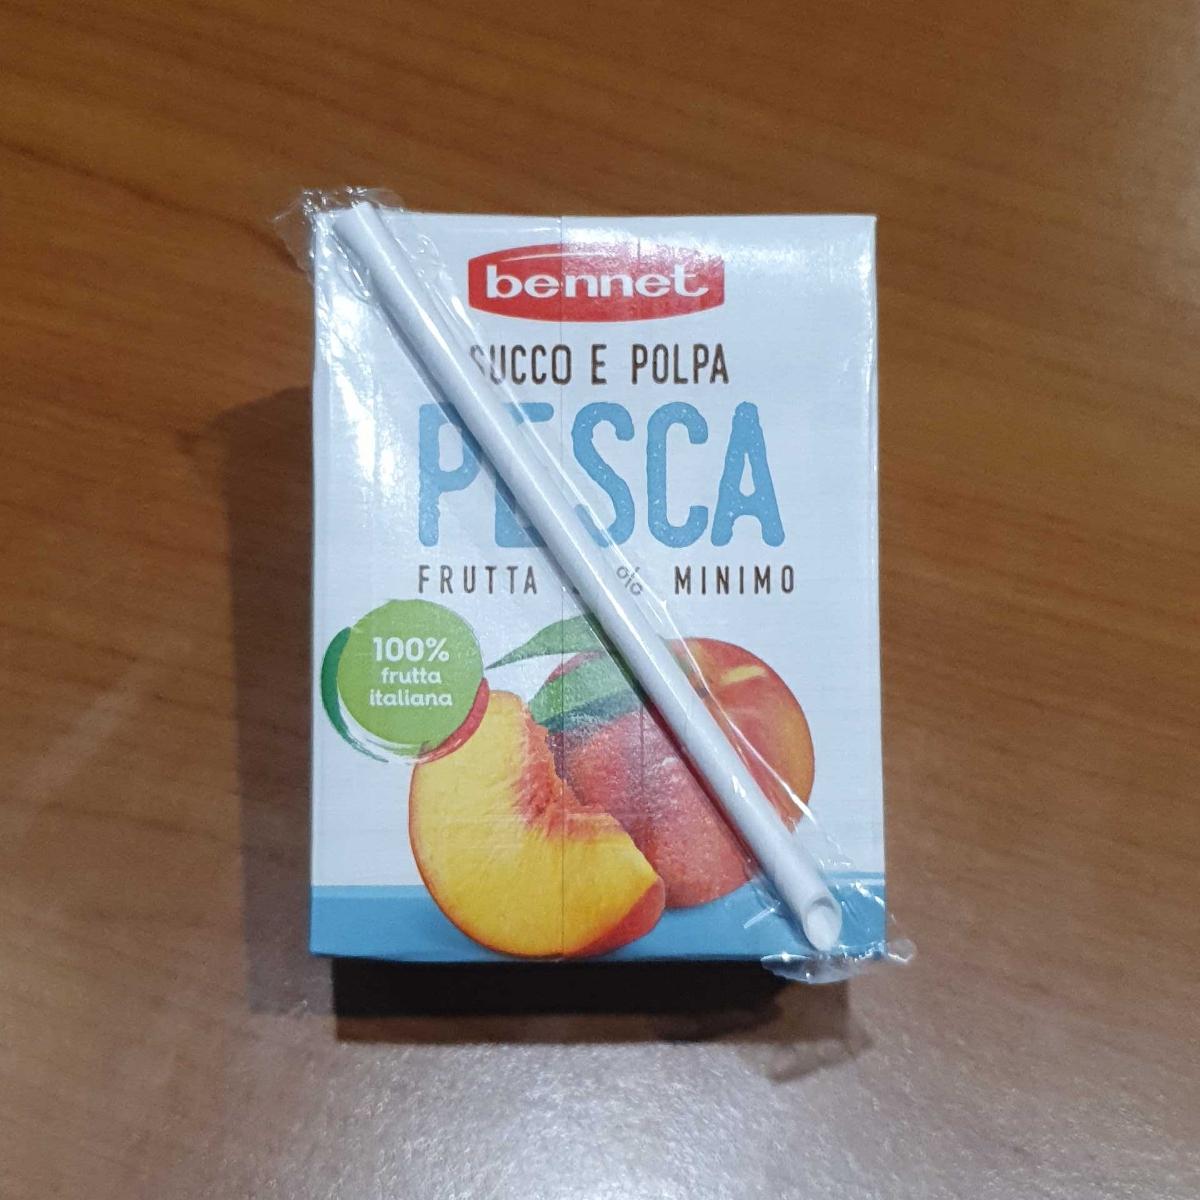 bennet
SUCCO E POLPA
PESCA
FRUTTA % MINIMO
100%
frutta
italiana